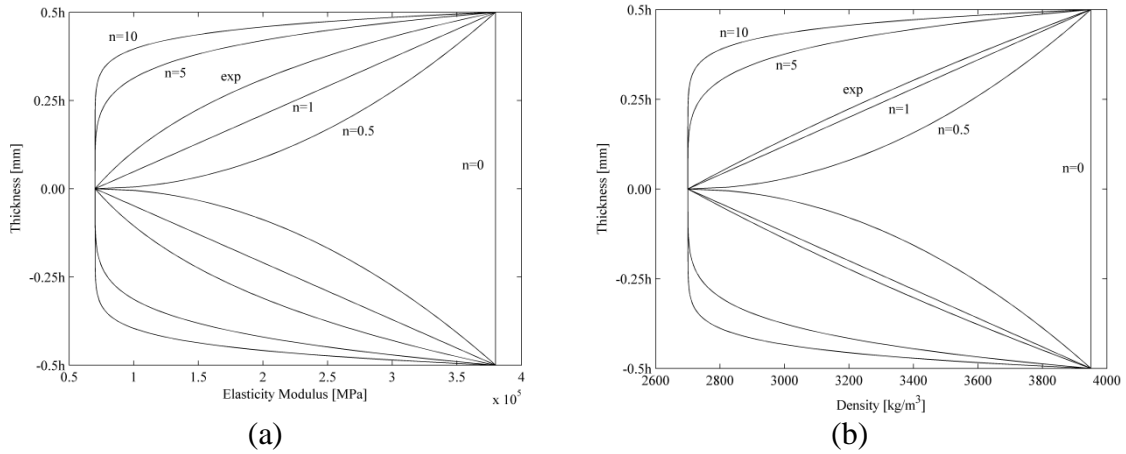 0.5h
n=10
n=5
exp
0.25h
n=1
n=0.5
n=0
0.00
Thickness [mm]
-0.25h
-0.5h
0.5 1 1.5 2 2.5 3 3.5 4
Elasticity Modulus [MPa]
x 10^5
(a)
0.5h
n=10
n=5
exp
0.25h
n=1
n=0.5
n=0
0.00
Thickness [mm]
-0.25h
-0.5h
2600 2800 3000 3200 3400 3600 3800 4000
Density [kg/m^3]
(b)